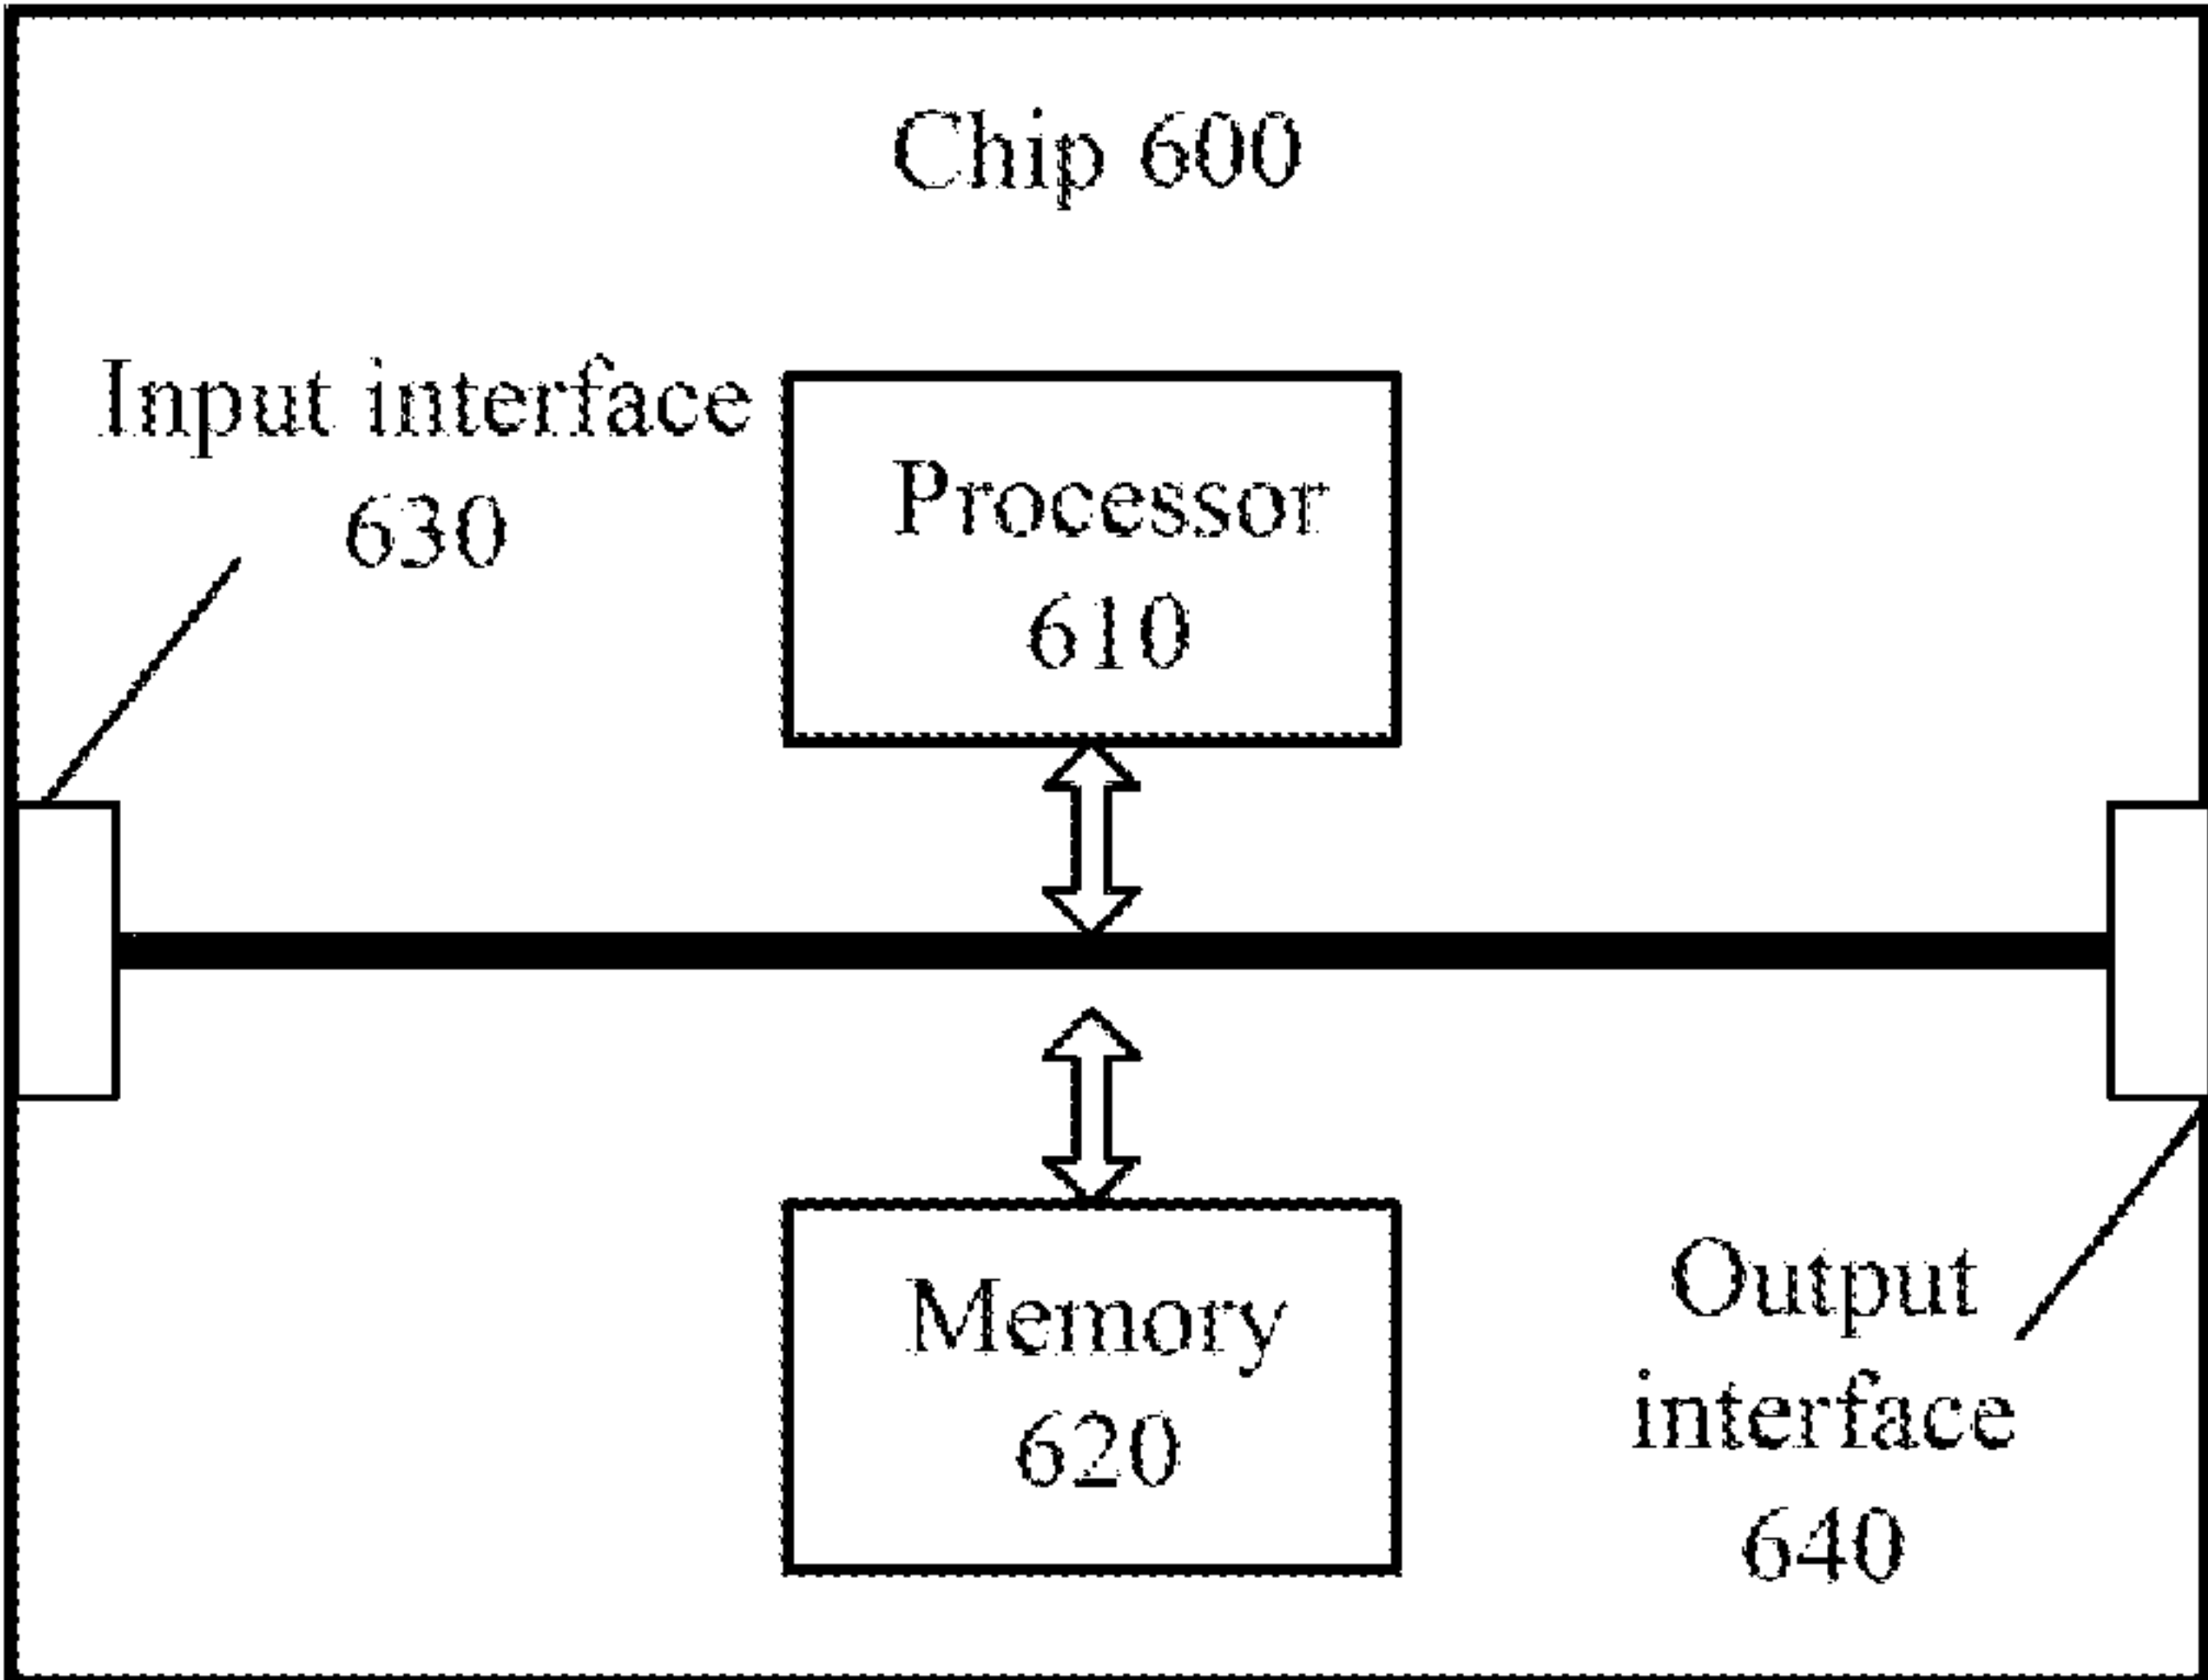 Chip 600
Input interface
630
Processor
610
Memory
620
Output
interface
640